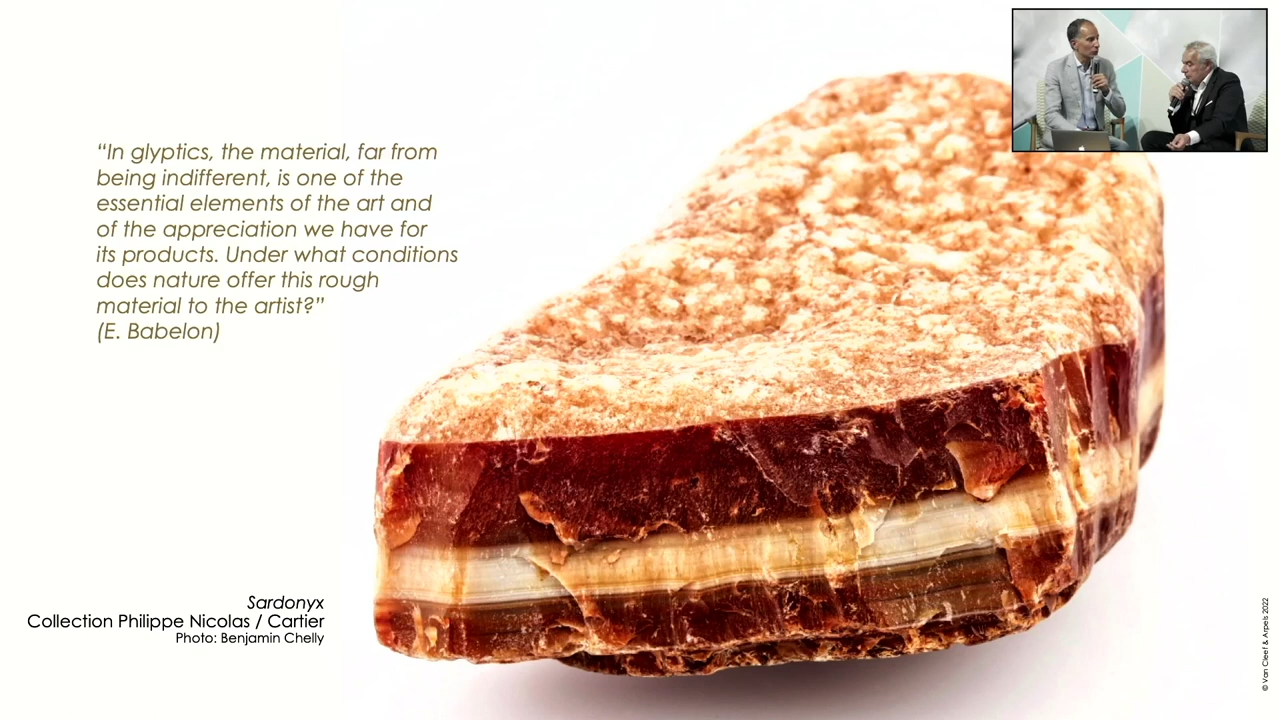 “In glyptics, the material, far from
being indifferent, is one of the
essential elements of the art and
of the appreciation we have for
its products. Under what conditions
does nature offer this rough
material to the artist?”
(E. Babelon)
Sardonyx
Collection Philippe Nicolas / Cartier
Photo: Benjamin Chelly
© Van Cleef & Arpels 2022